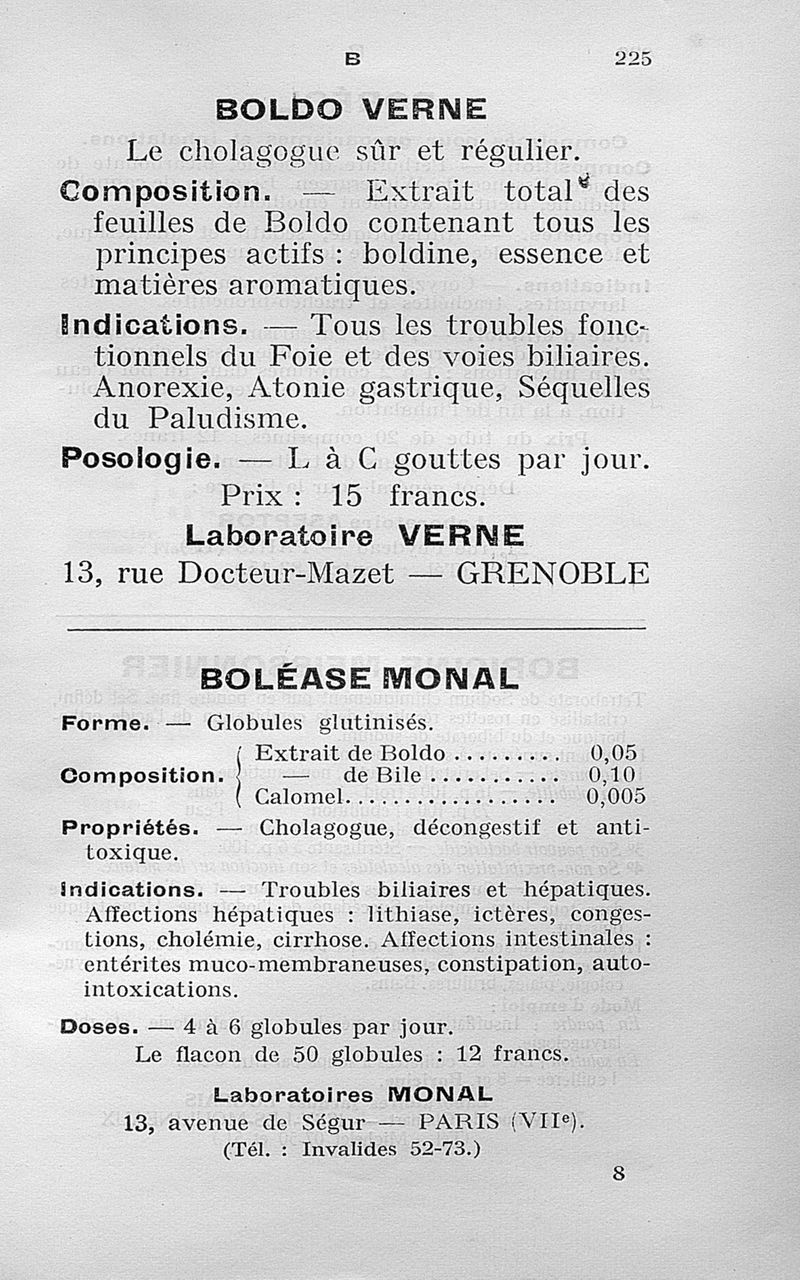 B 225
BOLDO VERNE
Le cholagogue sûr et régulier.
Composition. — Extrait total des
feuilles de Boldo contenant tous les
principes actifs : boldine, essence et
matières aromatiques.
Indications. — Tous les troubles fonc-
tionnels du Foie et des voies biliaires.
Anorexie, Atonie gastrique, Séquelles
du Paludisme.
Posologie. — L à C gouttes par jour.
Prix : 15 francs.
Laboratoire VERNE
13, rue Docteur-Mazet — GRENOBLE
BOLÉASE MONAL
Forme. — Globules glutinisés.
Extrait de Boldo ......... 0,05
Composition. — de Bile ........... 0,10
Calomel.................. 0,005
Propriétés. — Cholagogue, décongestif et anti-
toxique.
Indications. — Troubles biliaires et hépatiques.
Affections hépatiques : lithiase, ictères, conges-
tions, cholémie, cirrhose. Affections intestinales :
entérites muco-membraneuses, constipation, auto-
intoxications.
Doses. — 4 à 6 globules par jour.
Le flacon de 50 globules : 12 francs.
Laboratoires MONAL
13, avenue de Ségur — PARIS (VIIe).
(Tél. : Invalides 52-73.)
8